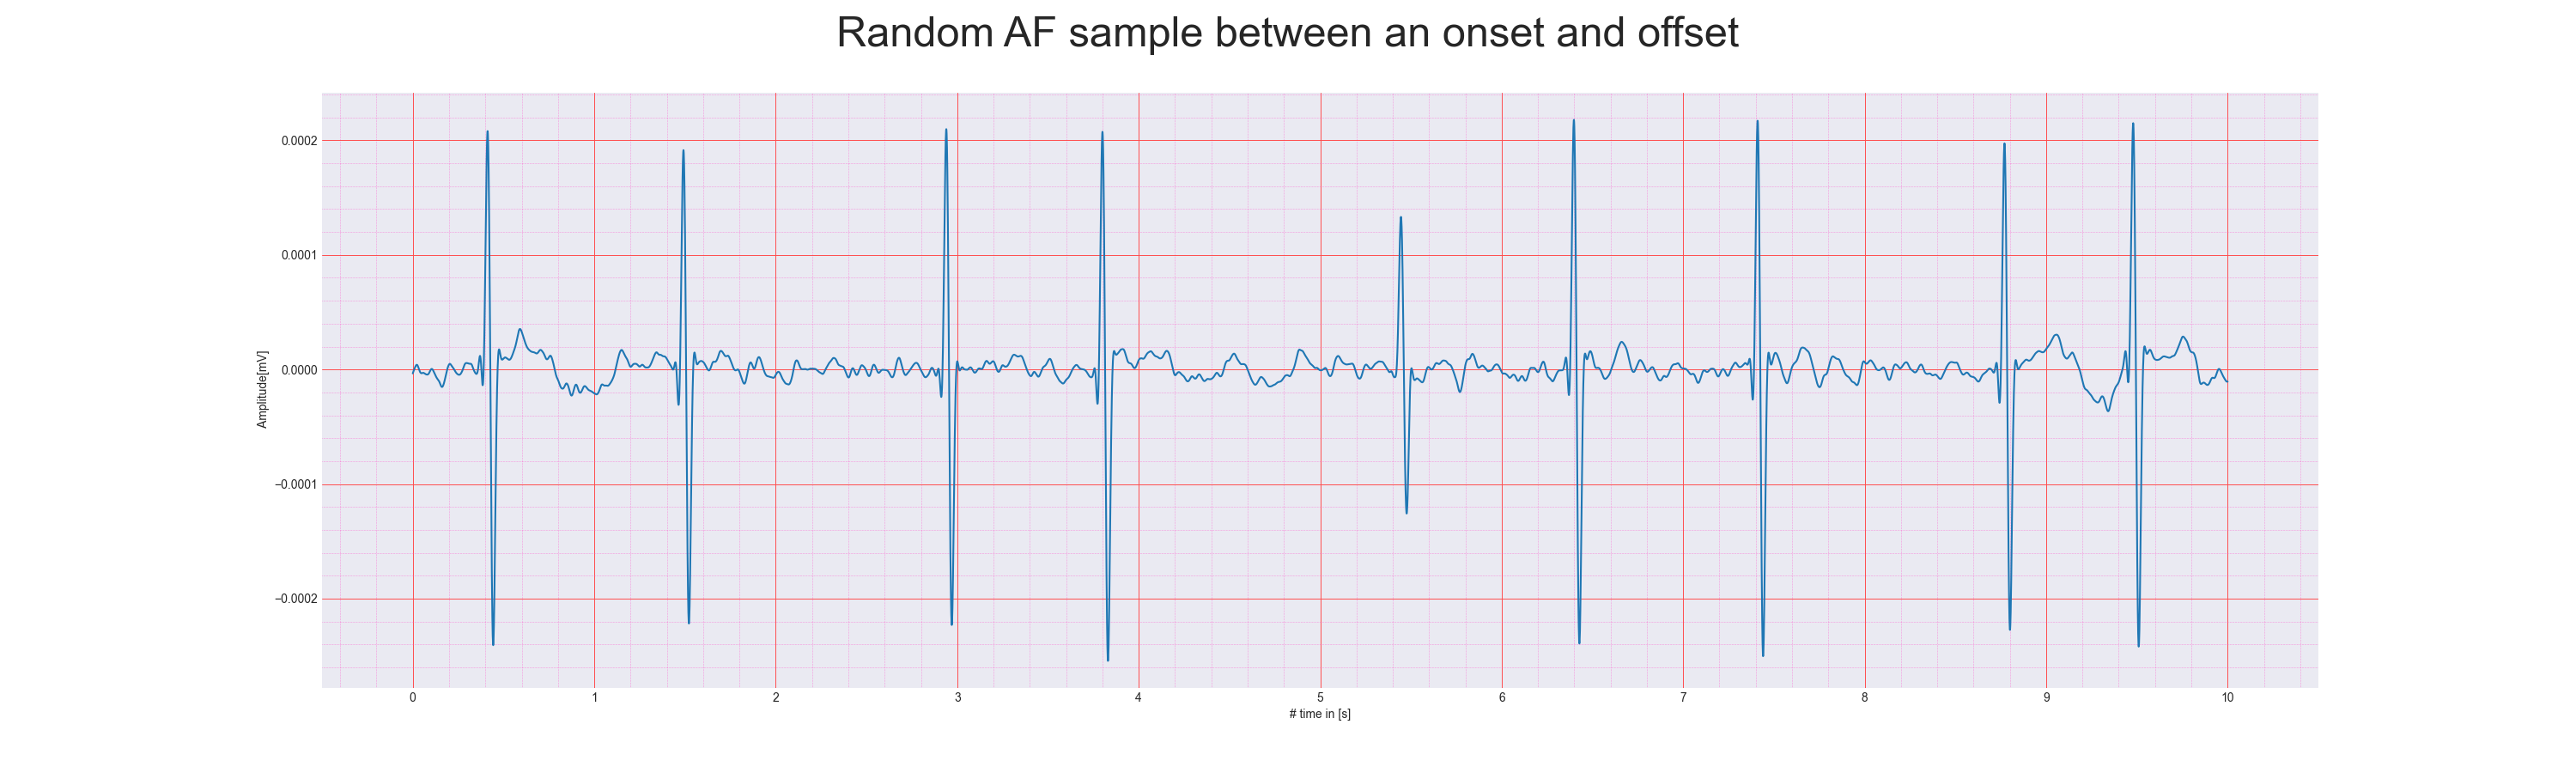 Random AF sample between an onset and offset
0.0002
0.0001
0.0000
−0.0001
−0.0002
Amplitude[mV]
0 1 2 3 4 5 6 7 8 9 10
# time in [s]